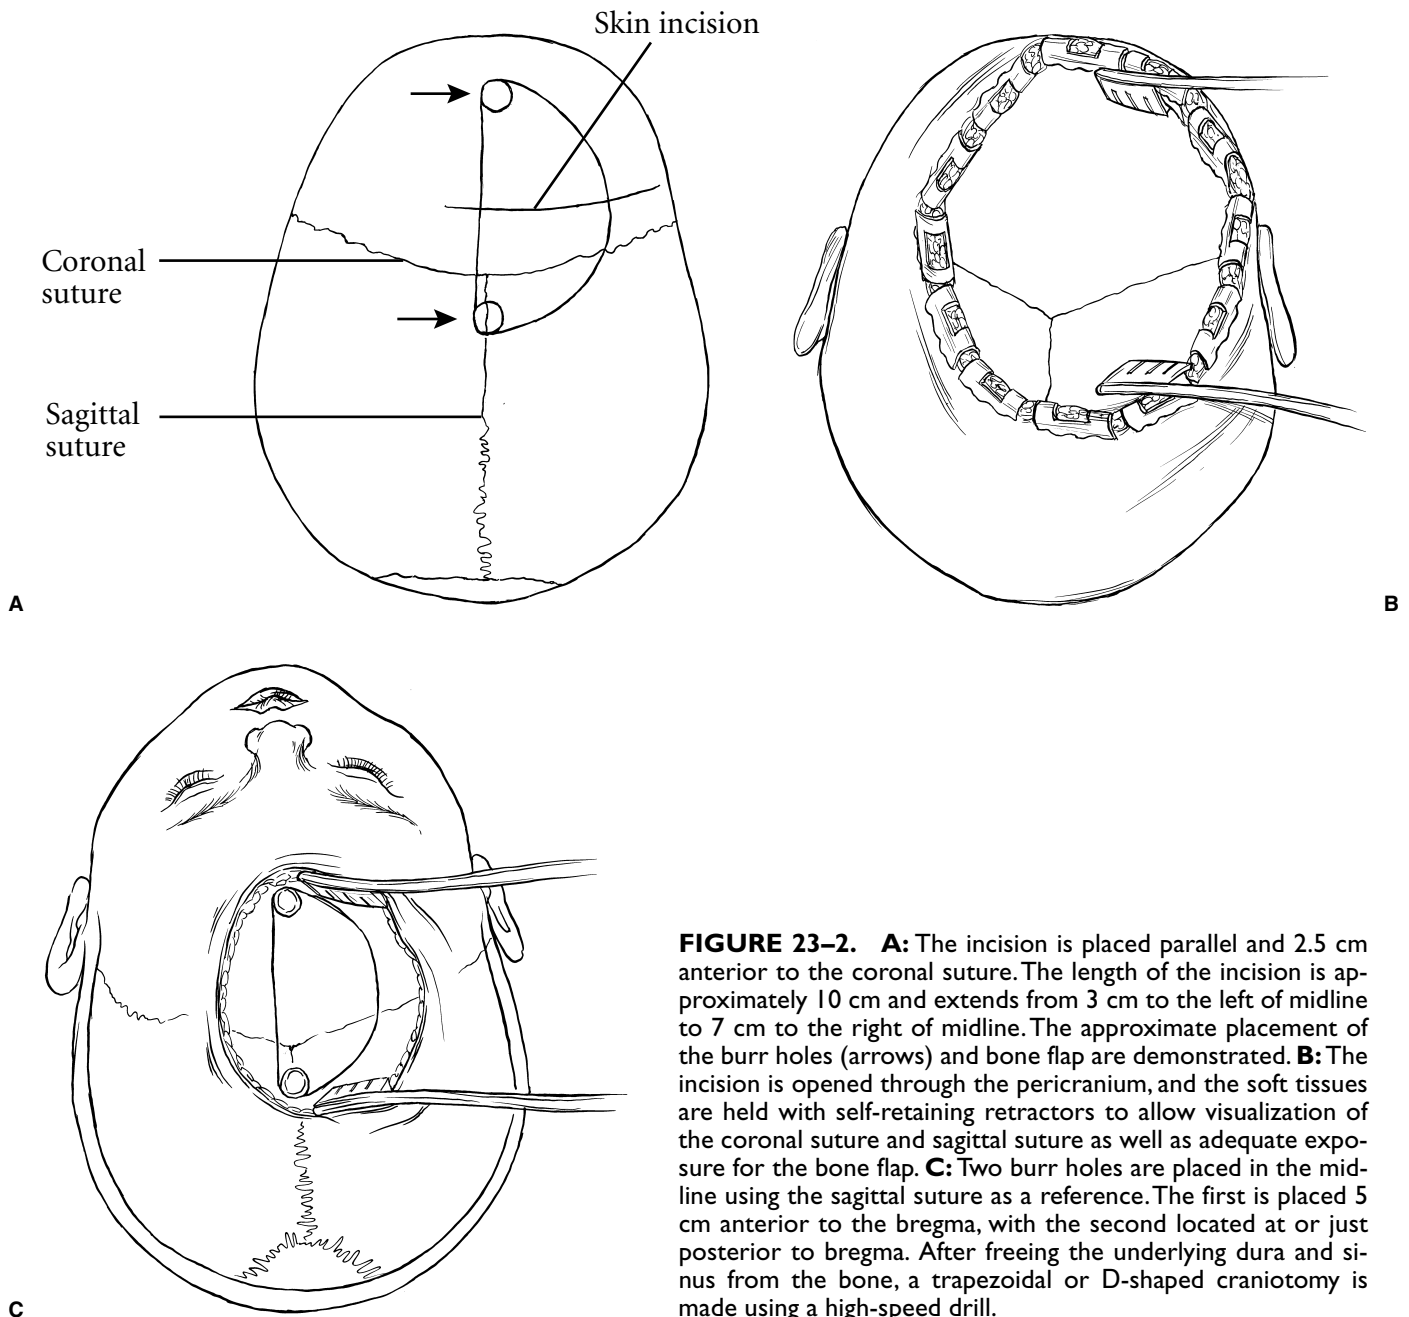 Skin incision
Coronal
suture
Sagittal
suture
A
B
C
FIGURE 23–2. A: The incision is placed parallel and 2.5 cm
anterior to the coronal suture. The length of the incision is ap-
proximately 10 cm and extends from 3 cm to the left of midline
to 7 cm to the right of midline. The approximate placement of
the burr holes (arrows) and bone flap are demonstrated. B: The
incision is opened through the pericranium, and the soft tissues
are held with self-retaining retractors to allow visualization of
the coronal suture and sagittal suture as well as adequate expo-
sure for the bone flap. C: Two burr holes are placed in the mid-
line using the sagittal suture as a reference. The first is placed 5
cm anterior to the bregma, with the second located at or just
posterior to bregma. After freeing the underlying dura and si-
nus from the bone, a trapezoidal or D-shaped craniotomy is
made using a high-speed drill.